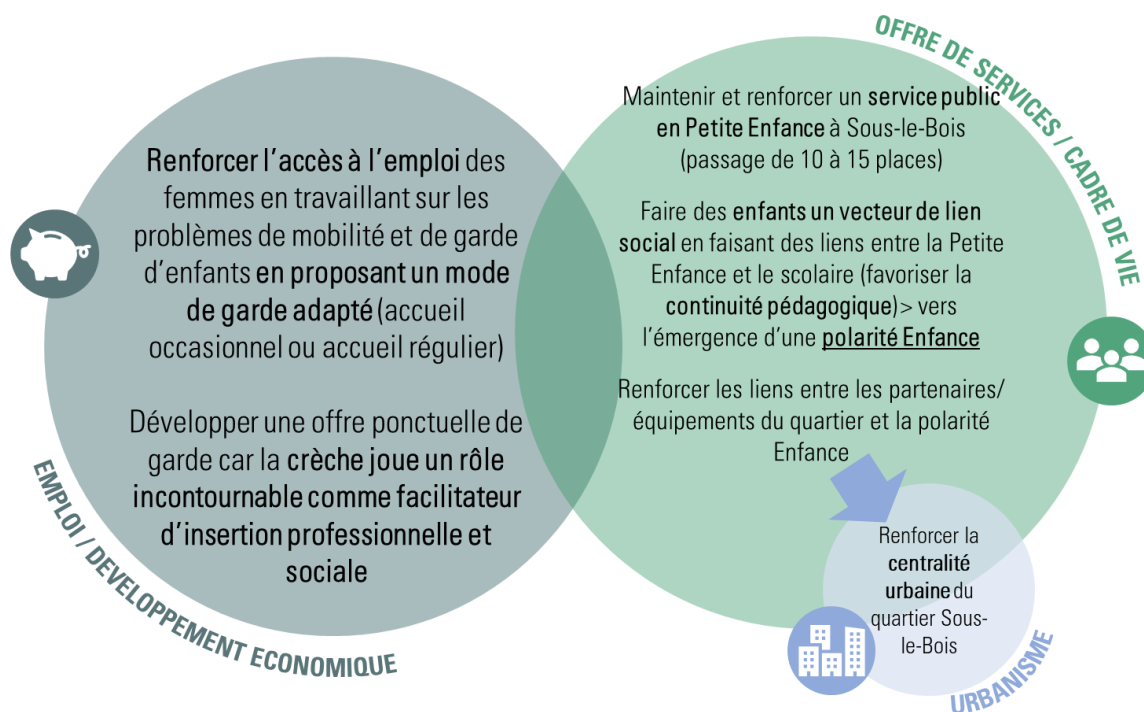 Renforcer l'accès à l'emploi des
femmes en travaillant sur les
problèmes de mobilité et de garde
d'enfants en proposant un mode
de garde adapté (accueil
occasionnel ou accueil régulier)
Développer une offre ponctuelle de
garde car la crèche joue un rôle
incontournable comme facilitateur
d'insertion professionnelle et
sociale
EMPLOI / DEVELOPPEMENT ECONOMIQUE
OFFRE DE SERVICES / CADRE DE VIE
Maintenir et renforcer un service public
en Petite Enfance à Sous-le-Bois
(passage de 10 à 15 places)
Faire des enfants un vecteur de lien
social en faisant des liens entre la Petite
Enfance et le scolaire (favoriser la
continuité pédagogique)> vers
l'émergence d'une polarité Enfance
Renforcer les liens entre les partenaires/
équipements du quartier et la polarité
Enfance
Renforcer la
centralité
urbaine du
quartier Sous-
le-Bois
URBANISME